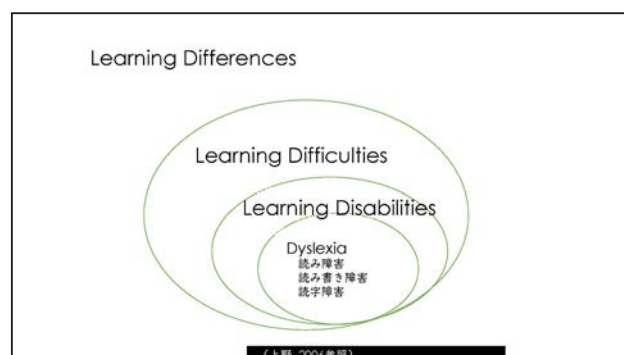 Learning Differences
Learning Difficulties
Learning Disabilities
Dyslexia
読み障害
読み書き障害
読字障害
(上野 2006参照)